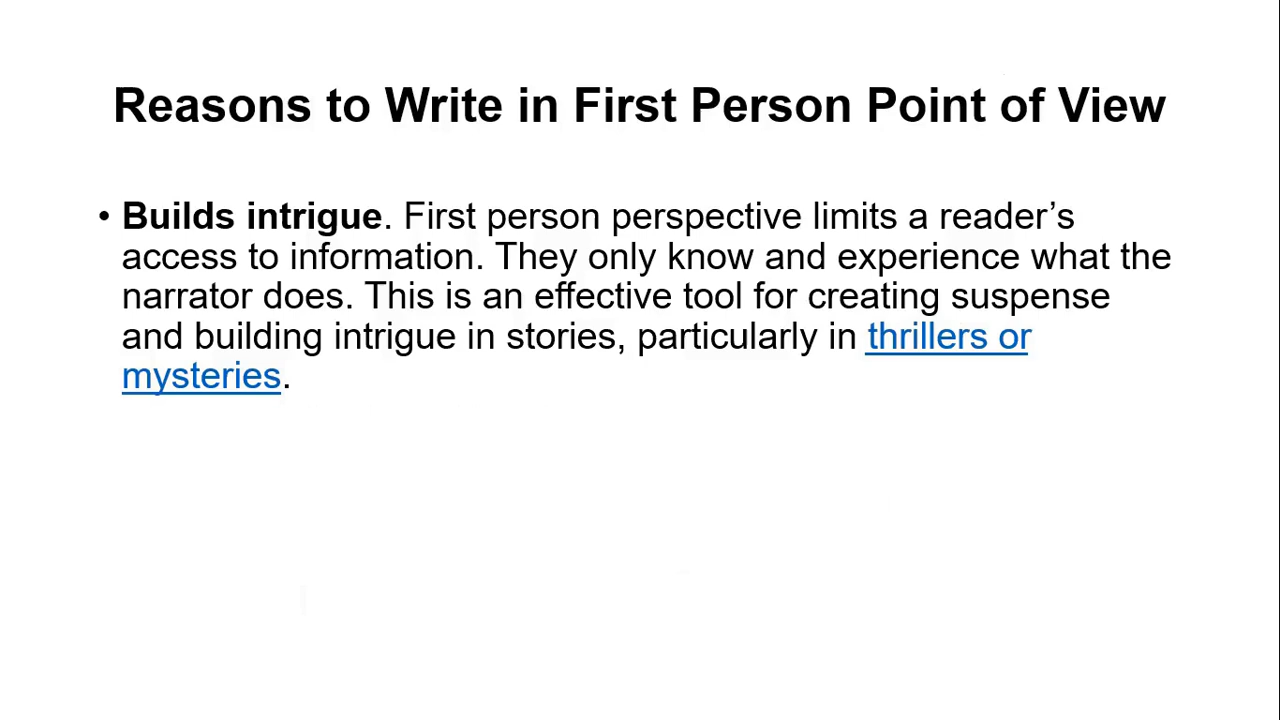 Reasons to Write in First Person Point of View
• Builds intrigue. First person perspective limits a reader’s
access to information. They only know and experience what the
narrator does. This is an effective tool for creating suspense
and building intrigue in stories, particularly in thrillers or
mysteries.